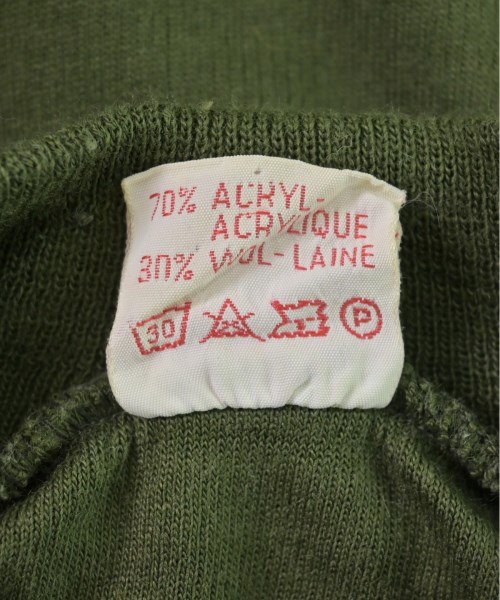 70% ACRYL-
ACRYLIQUE
30% WOL-LAINE
30 P